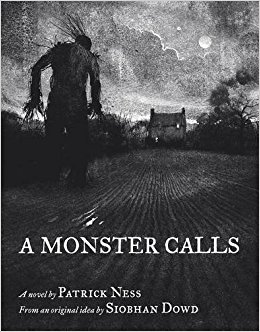 A MONSTER CALLS
A novel by PATRICK NESS
From an original idea by SIOBHAN DOWD